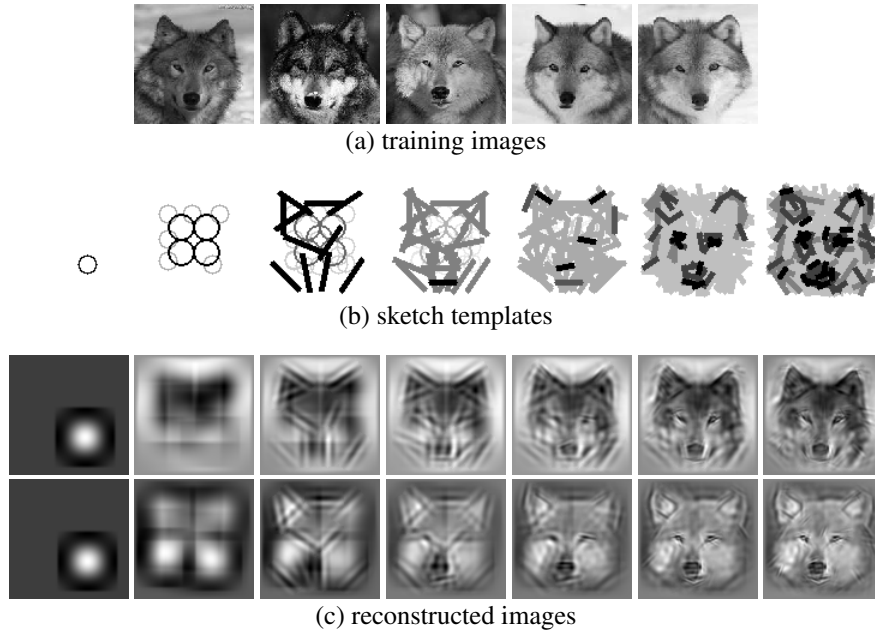 (a) training images
(b) sketch templates
(c) reconstructed images